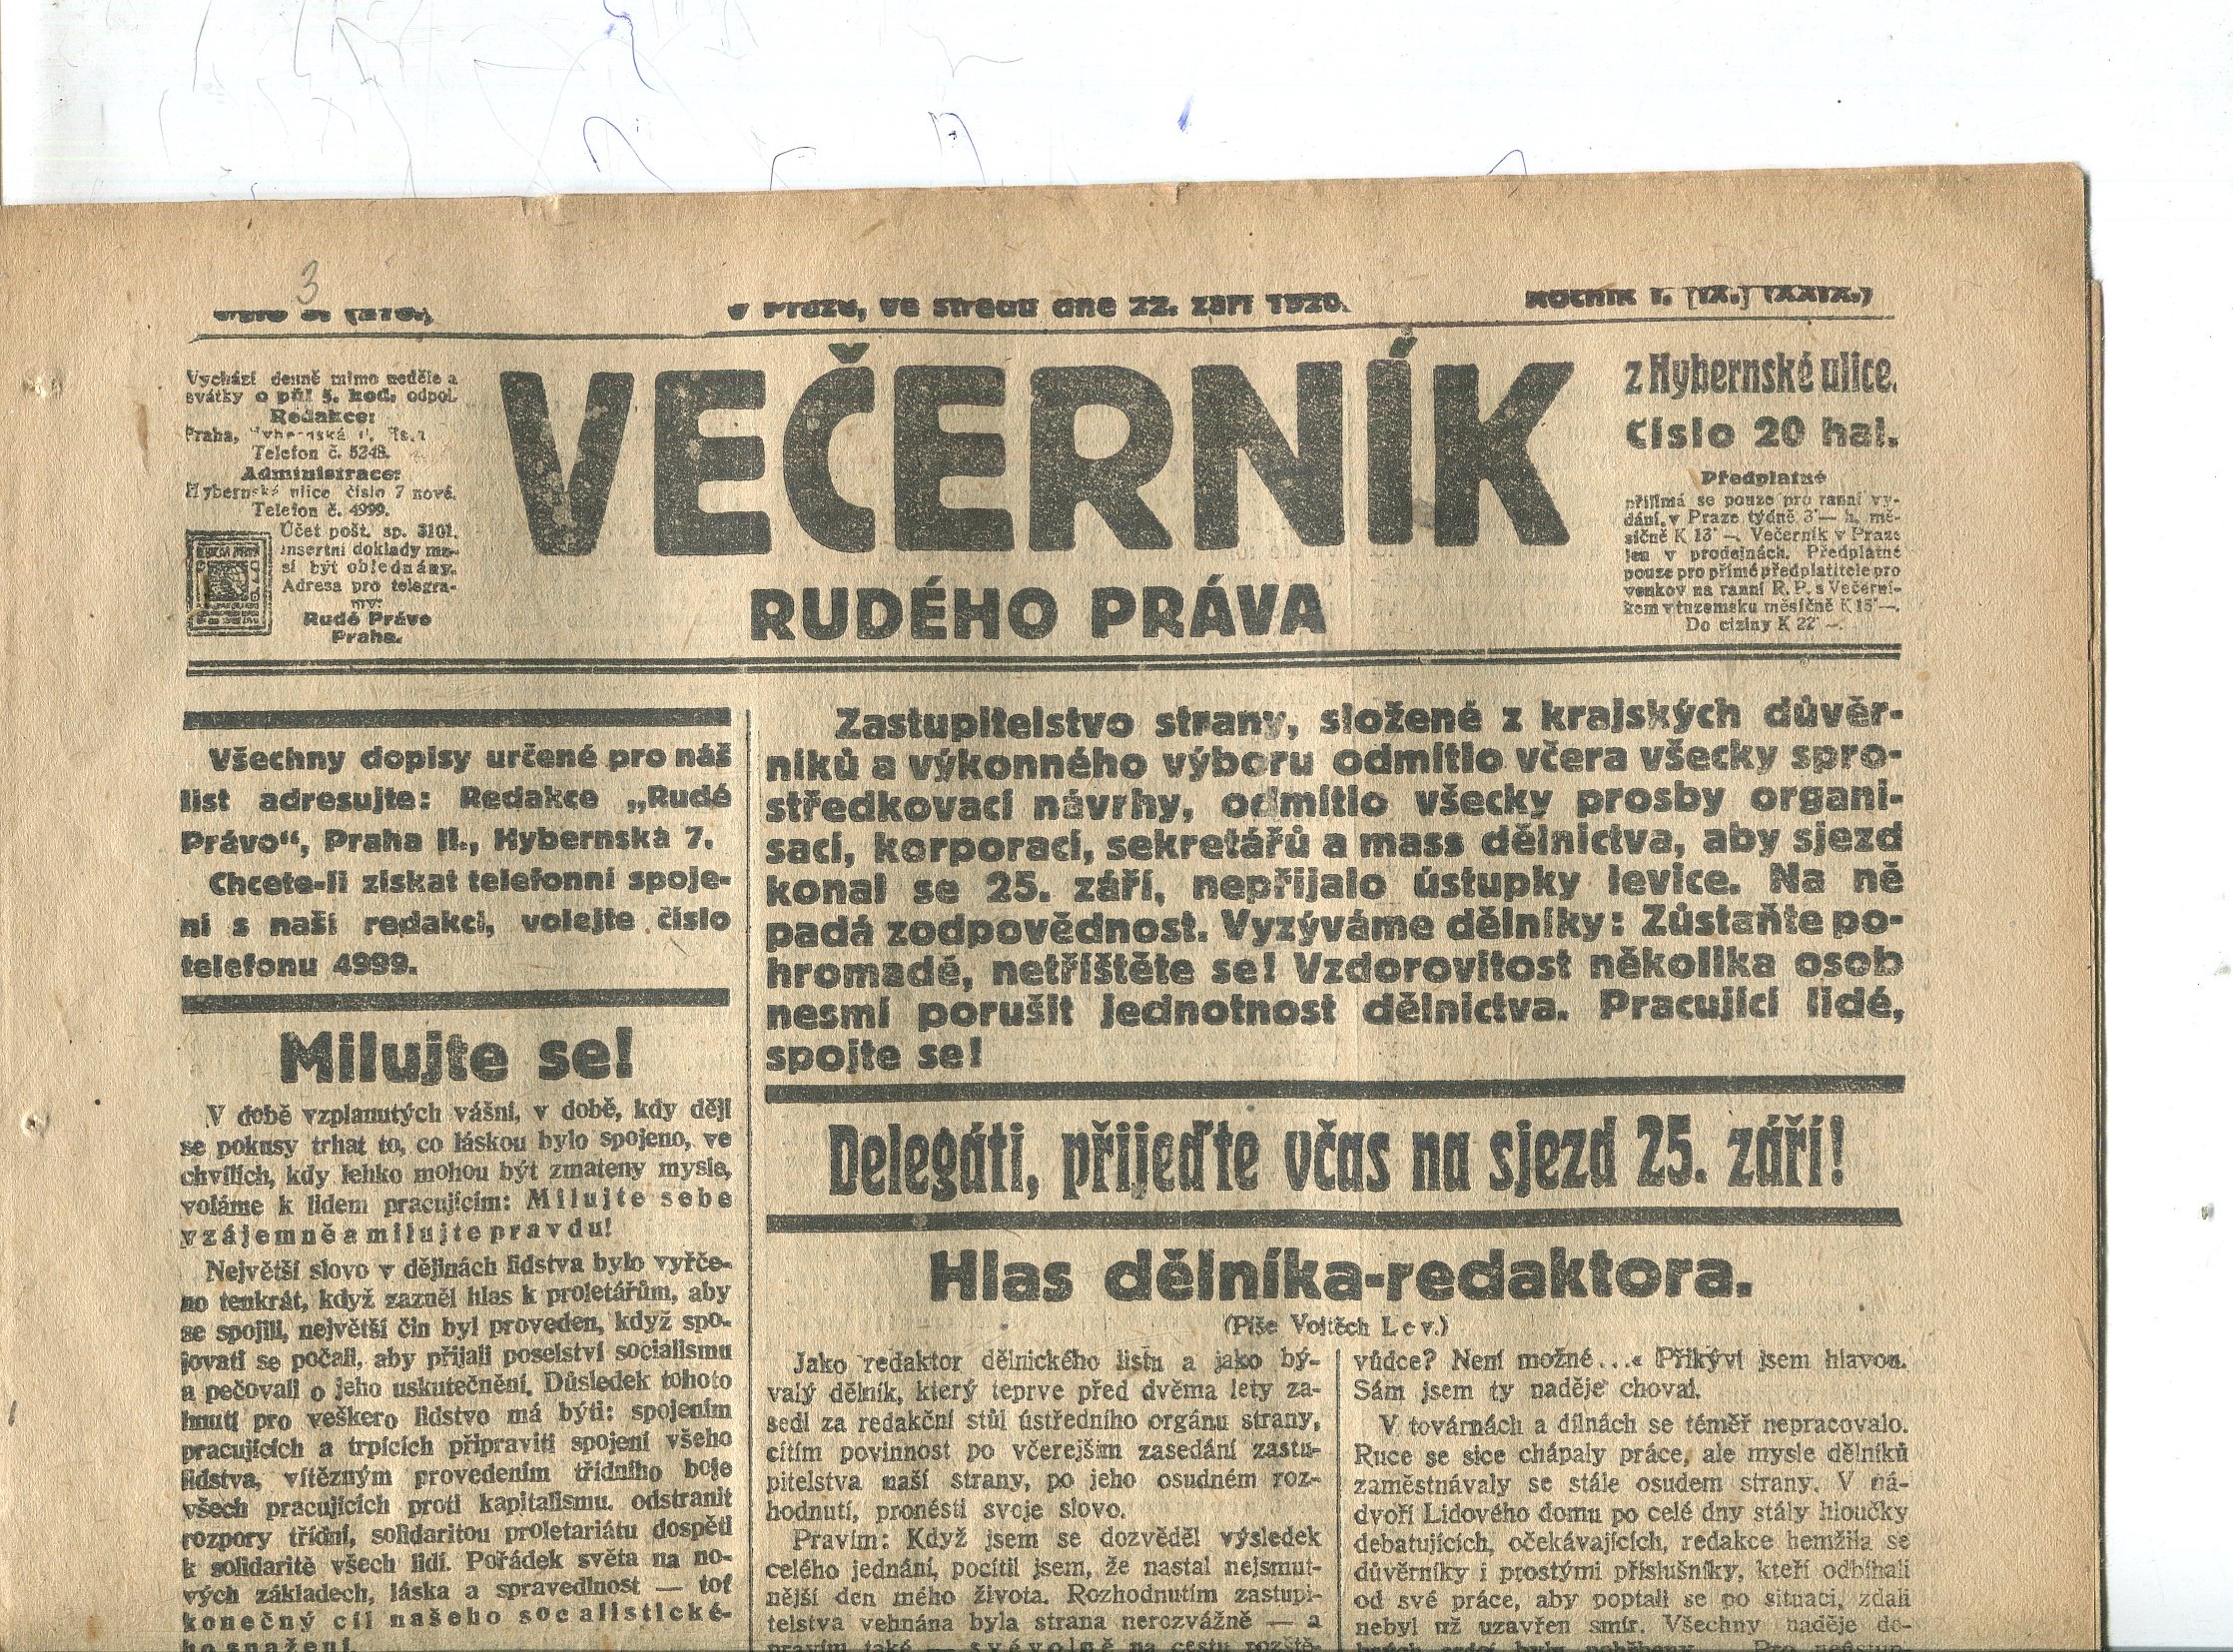 3
v Praze, ve středu dne 22. září 1920.
Ročník I. (IX.) (XXIX.)
Vychází denně mimo neděle a
svátky o půl 5. hod. odpol.
Redakce:
Praha,
Telefon č. 5248.
Administrace:
Hybernská ulice číslo 7 nové.
Telefon č. 4999.
Účet pošt. sp. 3101.
Insertní doklady mu-
sí být objednány.
Adresa pro telegra-
my:
Rudé Právo
Praha.
VEČERNÍK
RUDÉHO PRÁVA
z Hybernské ulice.
Číslo 20 hal.
Předplatné
přijímá se pouze pro ranní vy-
dání, v Praze týdně 3·— h, mě-
síčně K 13·—. Večerník v Praze
jen v prodejnách. Předplatné
pouze pro přímé předplatitele pro
venkov na ranní R. P. s Večerní-
kem v tuzemsku měsíčně K 15·—.
Do ciziny K 22·—.
Všechny dopisy určené pro náš
list adresujte: Redakce „Rudé
Právo“, Praha II., Hybernská 7.
Chcete-li získat telefonní spoje-
ní s naší redakcí, volejte číslo
telefonu 4999.
Milujte se!
V době vzplanutých vášní, v době, kdy dějí
se pokusy trhat to, co láskou bylo spojeno, ve
chvílích, kdy lehko mohou být zmateny mysle,
voláme k lidem pracujícím: Milujte sebe
vzájemně a milujte pravdu!
Největší slovo v dějinách lidstva bylo vyřče-
no tenkrát, když zazněl hlas k proletářům, aby
se spojili, největší čin byl proveden, když spo-
jovati se počali, aby přijali poselství socialismu
a pečovali o jeho uskutečnění. Důsledek tohoto
hnutí pro veškero lidstvo má býti: spojením
pracujících a trpících připraviti spojení všeho
lidstva, vítězným provedením třídního boje
všech pracujících proti kapitalismu, odstranit
rozpory třídní, solidaritou proletariátu dospěti
k solidaritě všech lidí. Pořádek světa na no-
vých základech, láska a spravedlnost — toť
konečný cíl našeho socialistické-
ho snažení.
Zastupitelstvo strany, složené z krajských důvěr-
níků a výkonného výboru odmítlo včera všecky spro-
středkovací návrhy, odmítlo všecky prosby organi-
sací, korporací, sekretářů a mass dělnictva, aby sjezd
konal se 25. září, nepřijalo ústupky levice. Na ně
padá zodpovědnost. Vyzýváme dělníky: Zůstaňte po-
hromadě, netříštěte se! Vzdorovitost několika osob
nesmí porušit jednotnost dělnictva. Pracující lidé,
spojte se!
Delegáti, přijeďte včas na sjezd 25. září!
Hlas dělníka-redaktora.
(Píše Vojtěch Lev.)
Jako redaktor dělnického listu a jako bý-
valý dělník, který teprve před dvěma lety za-
sedl za redakční stůl ústředního orgánu strany,
cítím povinnost po včerejším zasedání zastu-
pitelstva naší strany, po jeho osudném roz-
hodnutí, pronésti svoje slovo.
Pravím: Když jsem se dozvěděl výsledek
celého jednání, pocítil jsem, že nastal nejsmut-
nější den mého života. Rozhodnutím zastupi-
telstva vehnána byla strana nerozvážně — a
pravím také — svévolně na cestu rozště-
vůdce? Není možné...« Přikývl jsem hlavou.
Sám jsem ty naděje choval.
V továrnách a dílnách se téměř nepracovalo.
Ruce se sice chápaly práce, ale mysle dělníků
zaměstnávaly se stále osudem strany. V ná-
dvoří Lidového domu po celé dny stály hloučky
debatujících, očekávajících, redakce hemžila se
důvěrníky i prostými příslušníky, kteří odbíhali
od své práce, aby poptali se po situaci, zdali
nebyl už uzavřen smír. Všechny naděje do-